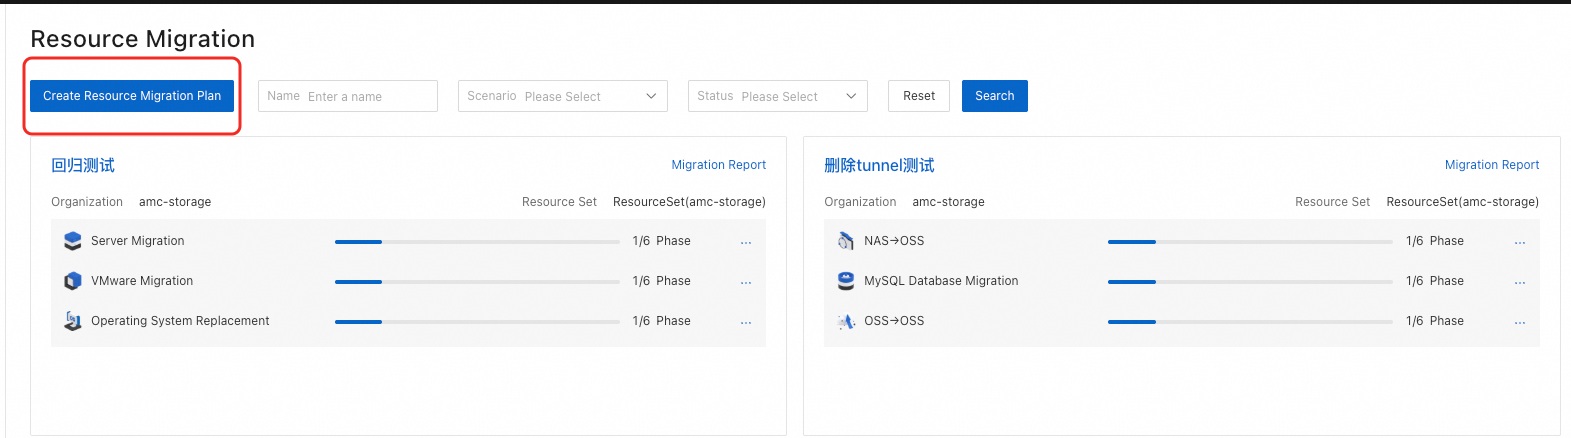 Resource Migration
Create Resource Migration Plan Name Enter a name Scenario Please Select Status Please Select Reset Search
回归测试 Migration Report
Organization amc-storage Resource Set ResourceSet(amc-storage)
Server Migration 1/6 Phase ...
VMware Migration 1/6 Phase ...
Operating System Replacement 1/6 Phase ...
删除tunnel测试 Migration Report
Organization amc-storage Resource Set ResourceSet(amc-storage)
NAS→OSS 1/6 Phase ...
MySQL Database Migration 1/6 Phase ...
OSS→OSS 1/6 Phase ...